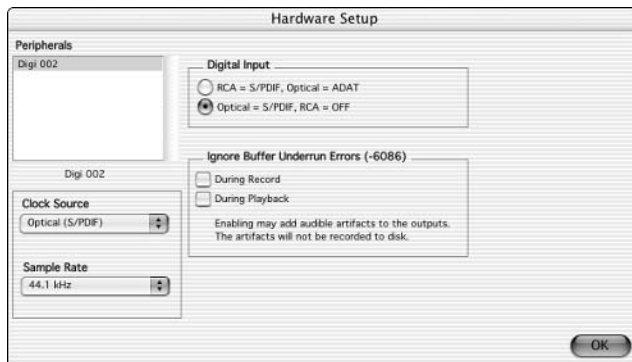 Hardware Setup
Peripherals
Digi 002
Digi 002
Clock Source
Optical (S/PDIF)
Sample Rate
44.1 kHz
Digital Input
RCA = S/PDIF, Optical = ADAT
Optical = S/PDIF, RCA = OFF
Ignore Buffer Underrun Errors (-6086)
During Record
During Playback
Enabling may add audible artifacts to the outputs.
The artifacts will not be recorded to disk.
OK